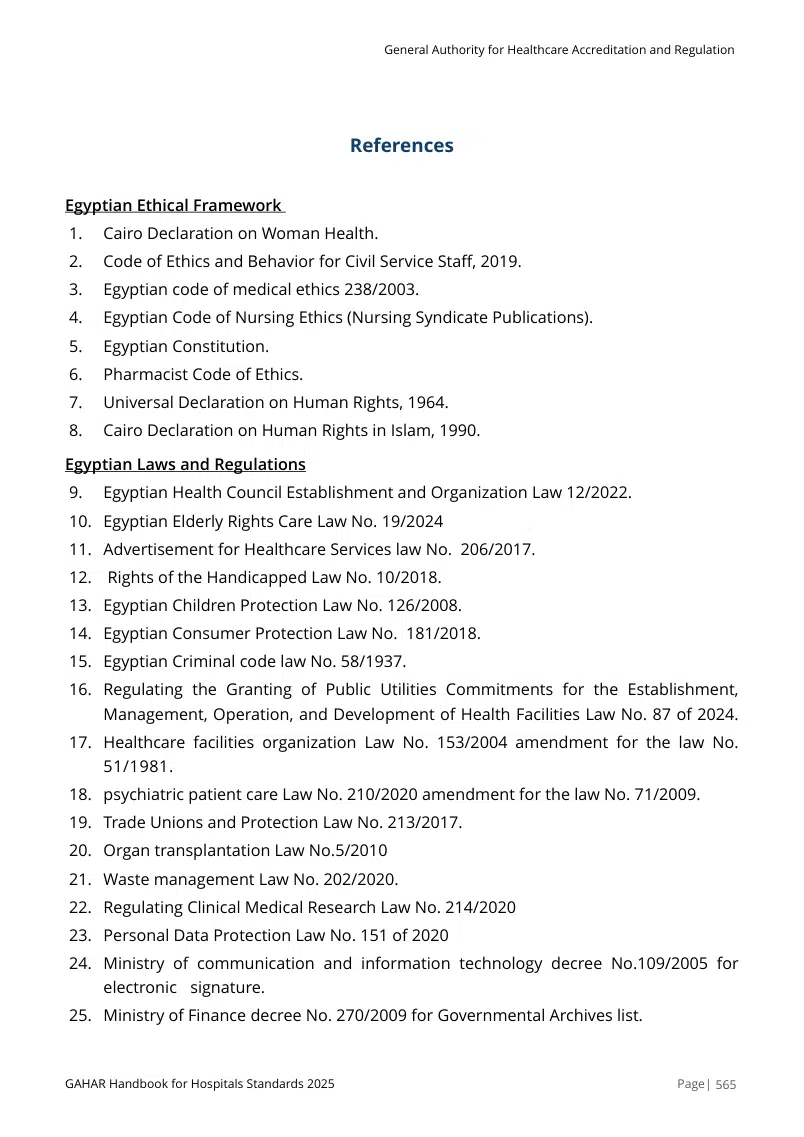 General Authority for Healthcare Accreditation and Regulation
References
Egyptian Ethical Framework
1. Cairo Declaration on Woman Health.
2. Code of Ethics and Behavior for Civil Service Staff, 2019.
3. Egyptian code of medical ethics 238/2003.
4. Egyptian Code of Nursing Ethics (Nursing Syndicate Publications).
5. Egyptian Constitution.
6. Pharmacist Code of Ethics.
7. Universal Declaration on Human Rights, 1964.
8. Cairo Declaration on Human Rights in Islam, 1990.
Egyptian Laws and Regulations
9. Egyptian Health Council Establishment and Organization Law 12/2022.
10. Egyptian Elderly Rights Care Law No. 19/2024
11. Advertisement for Healthcare Services law No. 206/2017.
12. Rights of the Handicapped Law No. 10/2018.
13. Egyptian Children Protection Law No. 126/2008.
14. Egyptian Consumer Protection Law No. 181/2018.
15. Egyptian Criminal code law No. 58/1937.
16. Regulating the Granting of Public Utilities Commitments for the Establishment,
Management, Operation, and Development of Health Facilities Law No. 87 of 2024.
17. Healthcare facilities organization Law No. 153/2004 amendment for the law No.
51/1981.
18. psychiatric patient care Law No. 210/2020 amendment for the law No. 71/2009.
19. Trade Unions and Protection Law No. 213/2017.
20. Organ transplantation Law No.5/2010
21. Waste management Law No. 202/2020.
22. Regulating Clinical Medical Research Law No. 214/2020
23. Personal Data Protection Law No. 151 of 2020
24. Ministry of communication and information technology decree No.109/2005 for
electronic signature.
25. Ministry of Finance decree No. 270/2009 for Governmental Archives list.
GAHAR Handbook for Hospitals Standards 2025 Page| 565